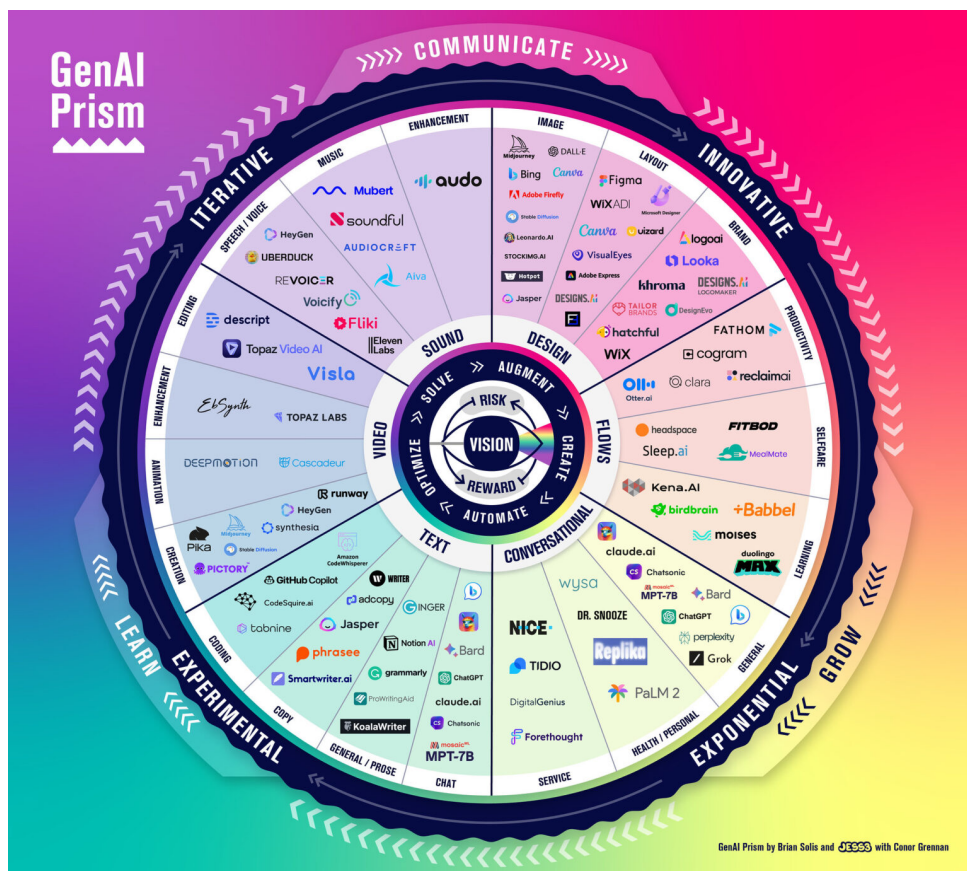 GenAI
Prism
COMMUNICATE
ITERATIVE
INNOVATIVE
EXPONENTIAL
EXPERIMENTAL
LEARN
GROW
ENHANCEMENT
audo
MUSIC
Mubert
soundful
AUDIOCRAFT
Aiva
SPEECH / VOICE
HeyGen
UBERDUCK
REVOICER
Voicify
Fliki
IIEleven
Labs
SOUND
IMAGE
Midjourney
DALL·E
Bing
Canva
Adobe Firefly
Stable Diffusion
Leonardo.AI
STOCKIMG.AI
Hotpot
Jasper
DESIGNS.Ai
LAYOUT
Figma
WiXADI
Microsoft Designer
Canva
uizard
VisualEyes
Adobe Express
BRAND
logoai
Looka
khroma
DESIGNS.Ai
LOGOMAKER
TAILOR
BRANDS
DesignEvo
hatchful
WiX
DESIGN
PRODUCTIVITY
FATHOM
cogram
Otter.ai
clara
reclaimai
SELFCARE
headspace
FITBOD
Sleep.ai
MealMate
LEARNING
Kena.AI
birdbrain
+Babbel
moises
duolingo
MAX
FLOWS
GENERAL
claude.ai
CS
Chatsonic
mosaic
MPT-7B
Bard
ChatGPT
perplexity
Grok
HEALTH / PERSONAL
wysa
DR. SNOOZE
Replika
PaLM 2
SERVICE
NICE
TIDIO
DigitalGenius
Forethought
CONVERSATIONAL
CHAT
Bard
ChatGPT
claude.ai
CS
Chatsonic
mosaic
MPT-7B
GENERAL / PROSE
GINGER
Notion AI
grammarly
ProWritingAid
KoalaWriter
COPY
WRITER
adcopy
Jasper
phrasee
Smartwriter.ai
CODING
Amazon
CodeWhisperer
GitHub Copilot
CodeSquire.ai
tabnine
TEXT
CREATION
runway
HeyGen
synthesia
Midjourney
Stable Diffusion
Pika
PICTORY
ANIMATION
DEEPMOTION
Cascadeur
ENHANCEMENT
EbSynth
TOPAZ LABS
EDITING
descript
Topaz Video AI
Visla
VIDEO
SOLVE
AUGMENT
CREATE
AUTOMATE
OPTIMIZE
RISK
VISION
REWARD
GenAI Prism by Brian Solis and JESS3 with Conor Grennan